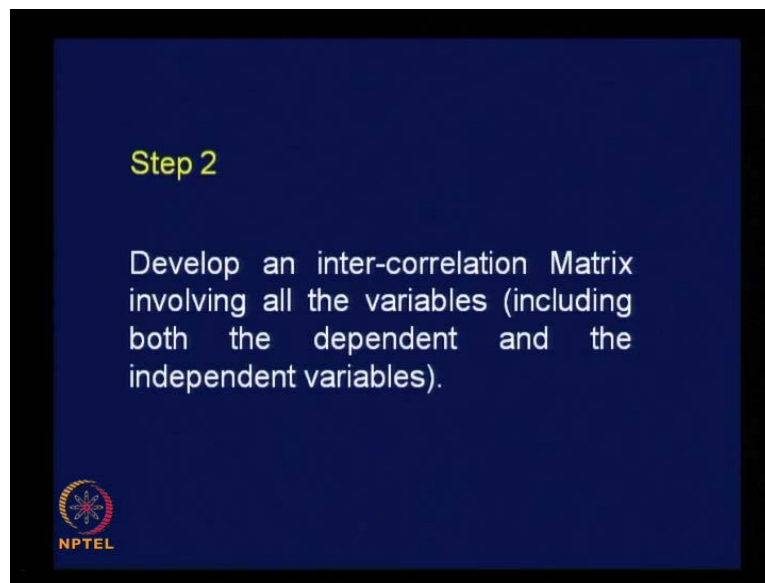 Step 2
Develop an inter-correlation Matrix
involving all the variables (including
both the dependent and the
independent variables).
NPTEL